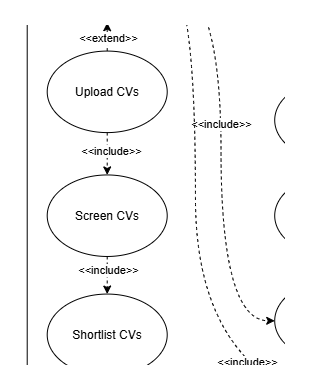 <<extend>>
Upload CVs
<<include>>
<<include>>
Screen CVs
<<include>>
Shortlist CVs
<<include>>